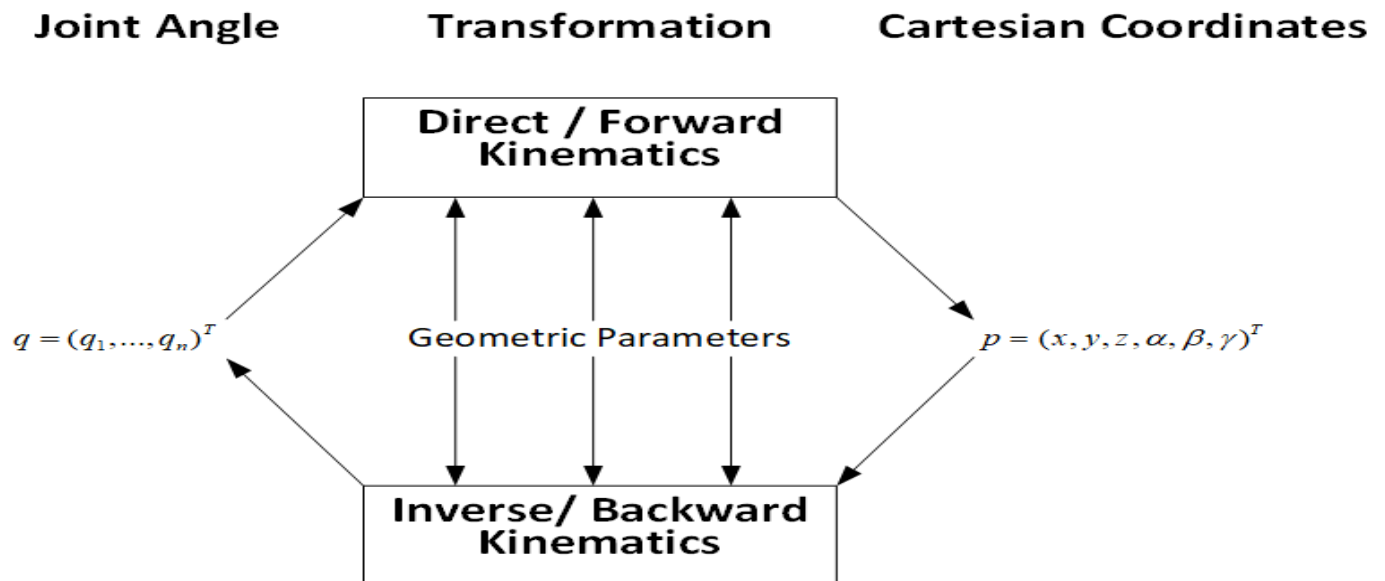 Joint Angle Transformation Cartesian Coordinates
Direct / Forward
Kinematics
q = (q₁,...,qₙ)ᵀ Geometric Parameters p = (x, y, z, α, β, γ)ᵀ
Inverse/ Backward
Kinematics